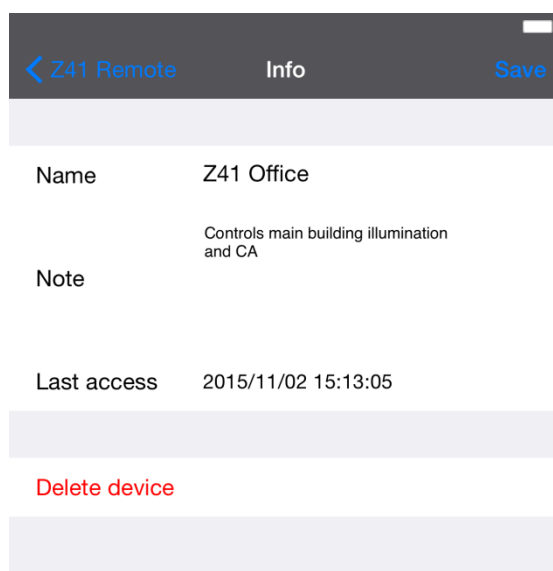 Z41 Remote Info Save
Name Z41 Office
Controls main building illumination
and CA
Note
Last access 2015/11/02 15:13:05
Delete device